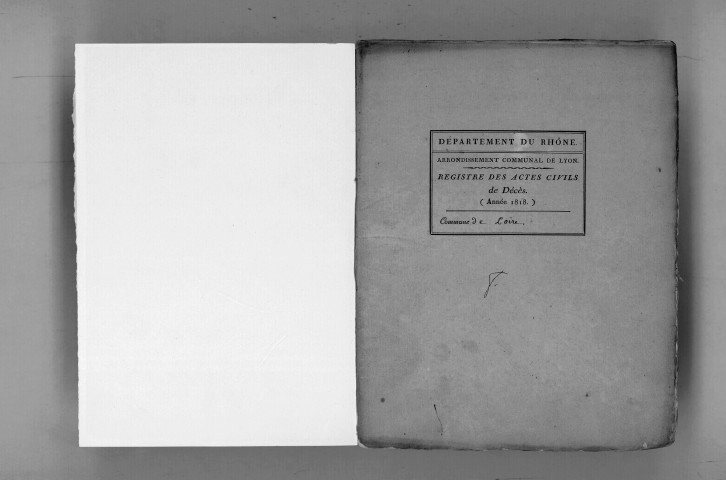 DÉPARTEMENT DU RHÔNE.
ARRONDISSEMENT COMMUNAL DE LYON.
REGISTRE DES ACTES CIVILS
de Décès.
( Année 1818. )
Commune de Loire.